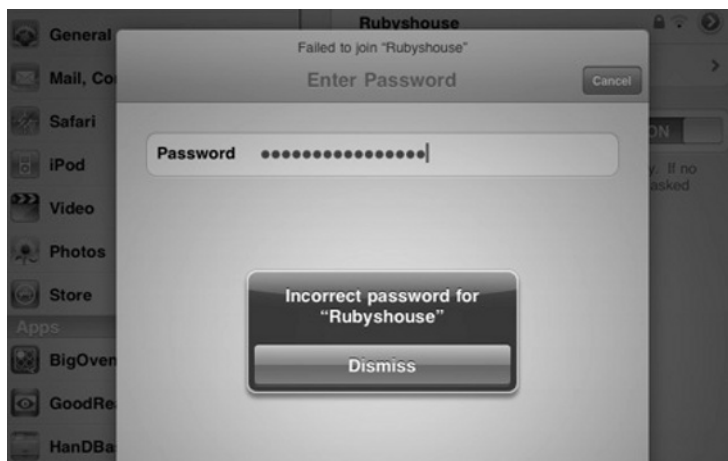 Rubyshouse
General
Failed to join “Rubyshouse”
Enter Password
Cancel
Mail, Co
Safari
ON
Password
iPod
y. If no
asked
Video
Photos
Store
Incorrect password for
“Rubyshouse”
Dismiss
Apps
BigOven
GoodRe
HanDBa